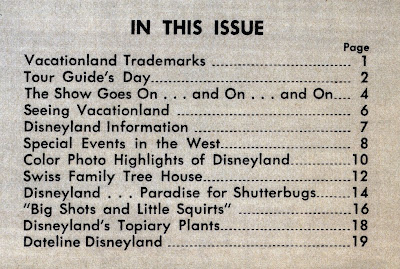 IN THIS ISSUE
Page
Vacationland Trademarks 1
Tour Guide's Day 2
The Show Goes On . . . and On . . . and On 4
Seeing Vacationland 6
Disneyland Information 7
Special Events in the West 8
Color Photo Highlights of Disneyland 10
Swiss Family Tree House 12
Disneyland . . . Paradise for Shutterbugs 14
"Big Shots and Little Squirts" 16
Disneyland's Topiary Plants 18
Dateline Disneyland 19